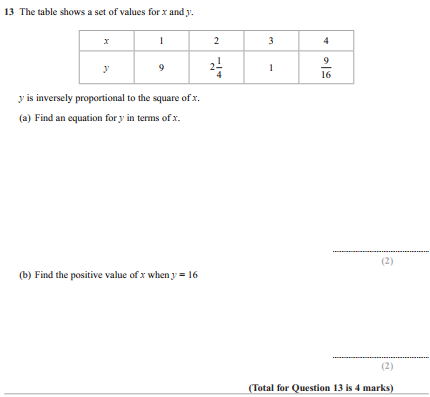 13 The table shows a set of values for x and y.
x 1 2 3 4
y 9 2 1/4 1 9/16
y is inversely proportional to the square of x.
(a) Find an equation for y in terms of x.
(2)
(b) Find the positive value of x when y = 16
(2)
(Total for Question 13 is 4 marks)